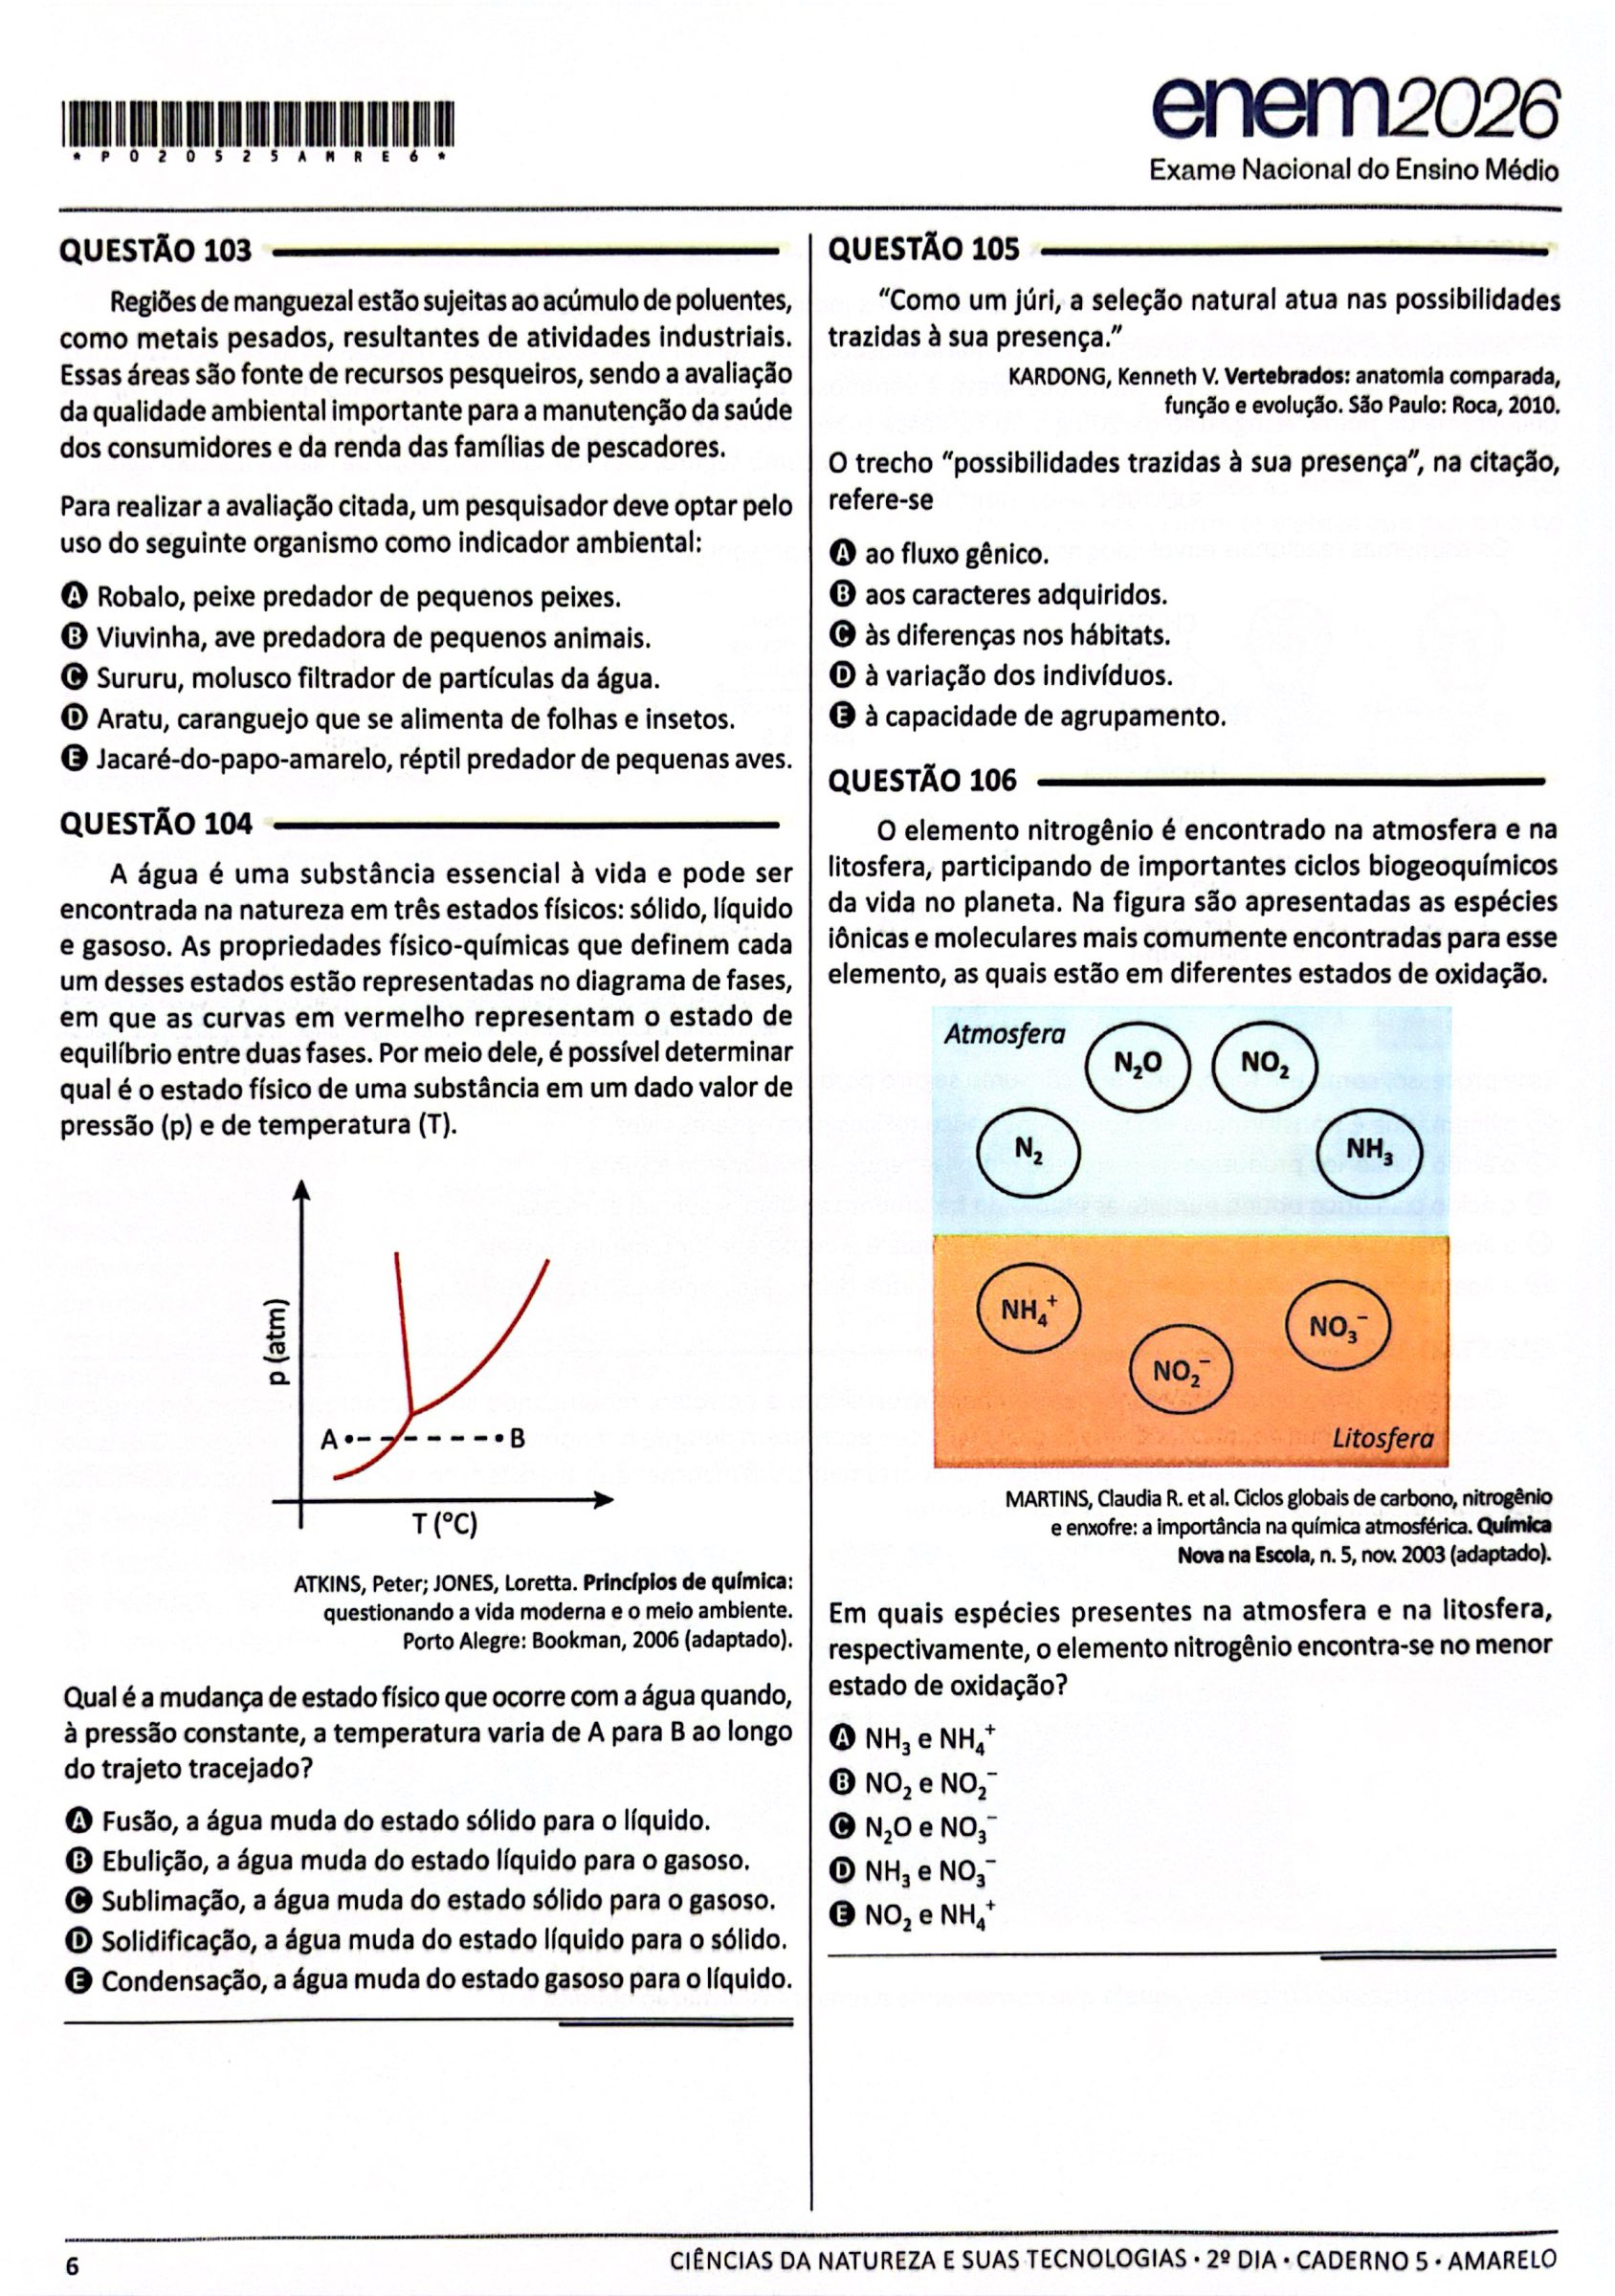 *P020525AMRE6*
enem2026
Exame Nacional do Ensino Médio
QUESTÃO 103
Regiões de manguezal estão sujeitas ao acúmulo de poluentes,
como metais pesados, resultantes de atividades industriais.
Essas áreas são fonte de recursos pesqueiros, sendo a avaliação
da qualidade ambiental importante para a manutenção da saúde
dos consumidores e da renda das famílias de pescadores.
Para realizar a avaliação citada, um pesquisador deve optar pelo
uso do seguinte organismo como indicador ambiental:
A Robalo, peixe predador de pequenos peixes.
B Viuvinha, ave predadora de pequenos animais.
C Sururu, molusco filtrador de partículas da água.
D Aratu, caranguejo que se alimenta de folhas e insetos.
E Jacaré-do-papo-amarelo, réptil predador de pequenas aves.
QUESTÃO 104
A água é uma substância essencial à vida e pode ser
encontrada na natureza em três estados físicos: sólido, líquido
e gasoso. As propriedades físico-químicas que definem cada
um desses estados estão representadas no diagrama de fases,
em que as curvas em vermelho representam o estado de
equilíbrio entre duas fases. Por meio dele, é possível determinar
qual é o estado físico de uma substância em um dado valor de
pressão (p) e de temperatura (T).
p (atm)
A
B
T (°C)
ATKINS, Peter; JONES, Loretta. Princípios de química:
questionando a vida moderna e o meio ambiente.
Porto Alegre: Bookman, 2006 (adaptado).
Qual é a mudança de estado físico que ocorre com a água quando,
à pressão constante, a temperatura varia de A para B ao longo
do trajeto tracejado?
A Fusão, a água muda do estado sólido para o líquido.
B Ebulição, a água muda do estado líquido para o gasoso.
C Sublimação, a água muda do estado sólido para o gasoso.
D Solidificação, a água muda do estado líquido para o sólido.
E Condensação, a água muda do estado gasoso para o líquido.
QUESTÃO 105
"Como um júri, a seleção natural atua nas possibilidades
trazidas à sua presença."
KARDONG, Kenneth V. Vertebrados: anatomia comparada,
função e evolução. São Paulo: Roca, 2010.
O trecho "possibilidades trazidas à sua presença", na citação,
refere-se
A ao fluxo gênico.
B aos caracteres adquiridos.
C às diferenças nos hábitats.
D à variação dos indivíduos.
E à capacidade de agrupamento.
QUESTÃO 106
O elemento nitrogênio é encontrado na atmosfera e na
litosfera, participando de importantes ciclos biogeoquímicos
da vida no planeta. Na figura são apresentadas as espécies
iônicas e moleculares mais comumente encontradas para esse
elemento, as quais estão em diferentes estados de oxidação.
Atmosfera
N₂O
NO₂
N₂
NH₃
NH₄⁺
NO₃⁻
NO₂⁻
Litosfera
MARTINS, Claudia R. et al. Ciclos globais de carbono, nitrogênio
e enxofre: a importância na química atmosférica. Química
Nova na Escola, n. 5, nov. 2003 (adaptado).
Em quais espécies presentes na atmosfera e na litosfera,
respectivamente, o elemento nitrogênio encontra-se no menor
estado de oxidação?
A NH₃ e NH₄⁺
B NO₂ e NO₂⁻
C N₂O e NO₃⁻
D NH₃ e NO₃⁻
E NO₂ e NH₄⁺
6
CIÊNCIAS DA NATUREZA E SUAS TECNOLOGIAS • 2º DIA • CADERNO 5 • AMARELO